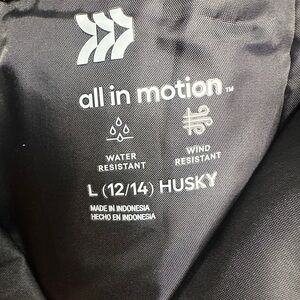 all in motion™
WATER
RESISTANT
WIND
RESISTANT
L (12/14) HUSKY
MADE IN INDONESIA
HECHO EN INDONESIA